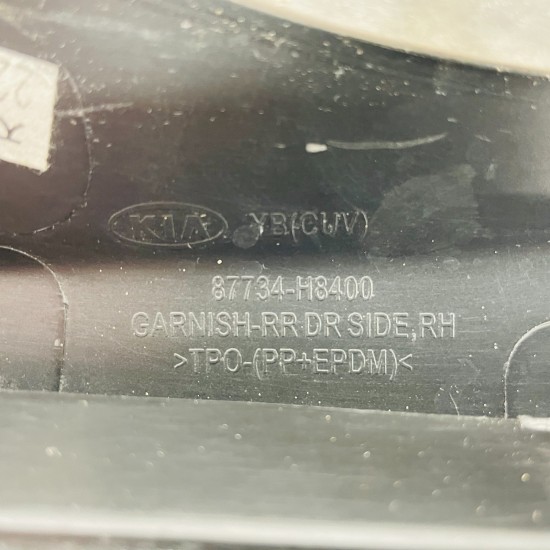 KIA YB(CUV)
87734-H8400
GARNISH-RR DR SIDE, RH
>TPO-(PP+EPDM)<